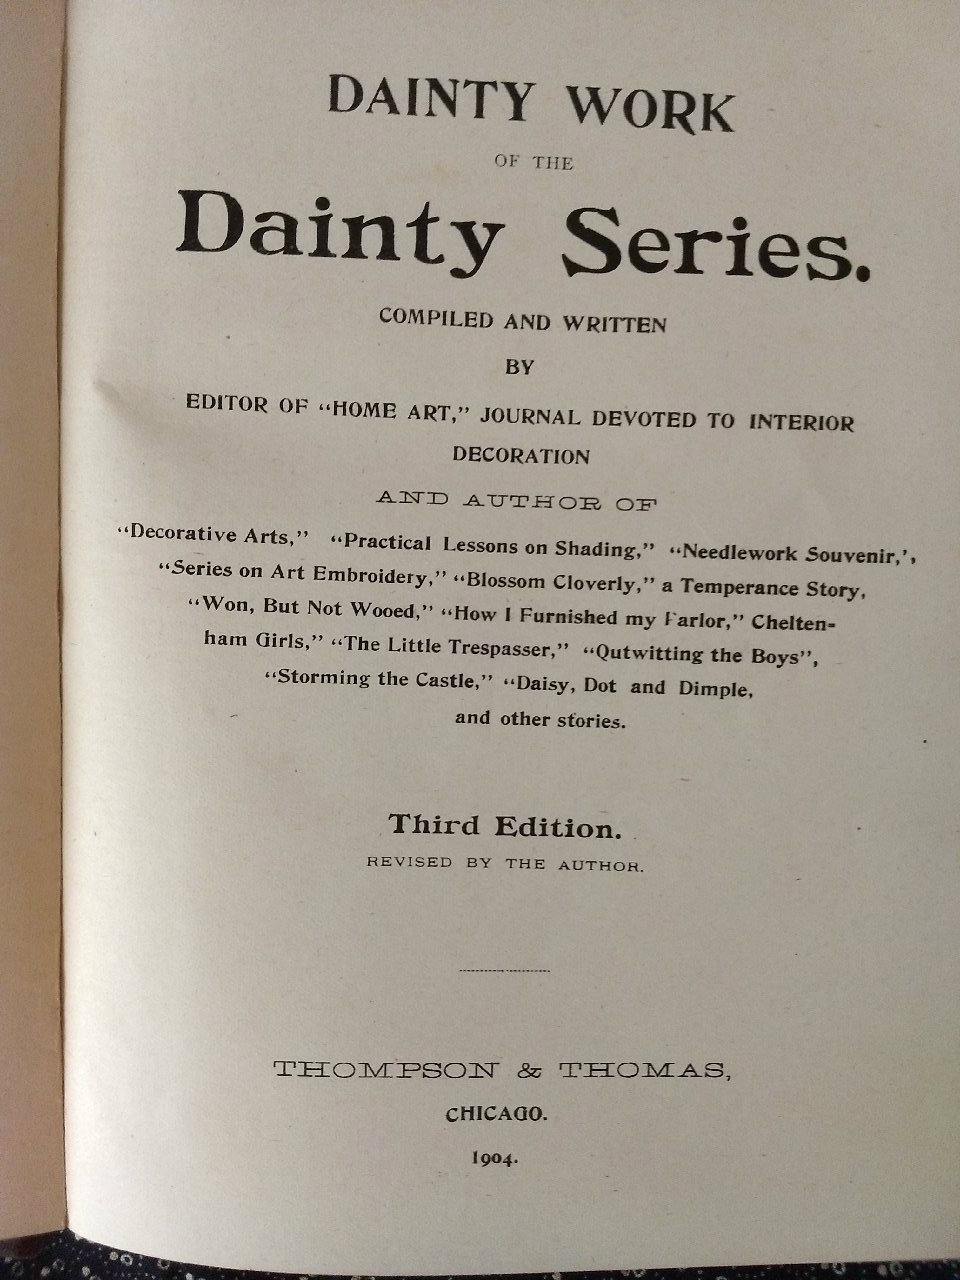 DAINTY WORK
OF THE
Dainty Series.
COMPILED AND WRITTEN
BY
EDITOR OF “HOME ART,” JOURNAL DEVOTED TO INTERIOR
DECORATION
AND AUTHOR OF
“Decorative Arts,” “Practical Lessons on Shading,” “Needlework Souvenir,’,
“Series on Art Embroidery,” “Blossom Cloverly,” a Temperance Story,
“Won, But Not Wooed,” “How I Furnished my Parlor,” Chelten-
ham Girls,” “The Little Trespasser,” “Qutwitting the Boys”,
“Storming the Castle,” “Daisy, Dot and Dimple,
and other stories.
Third Edition.
REVISED BY THE AUTHOR.
THOMPSON & THOMAS,
CHICAGO.
1904.